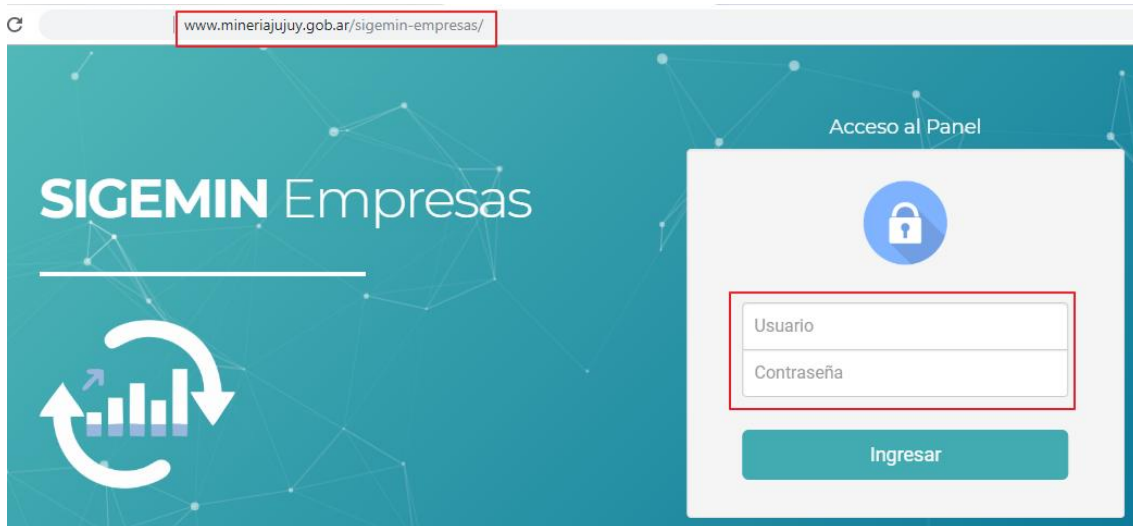 www.mineriajujuy.gob.ar/sigemin-empresas/
Acceso al Panel
SIGEMIN Empresas
Usuario
Contraseña
Ingresar